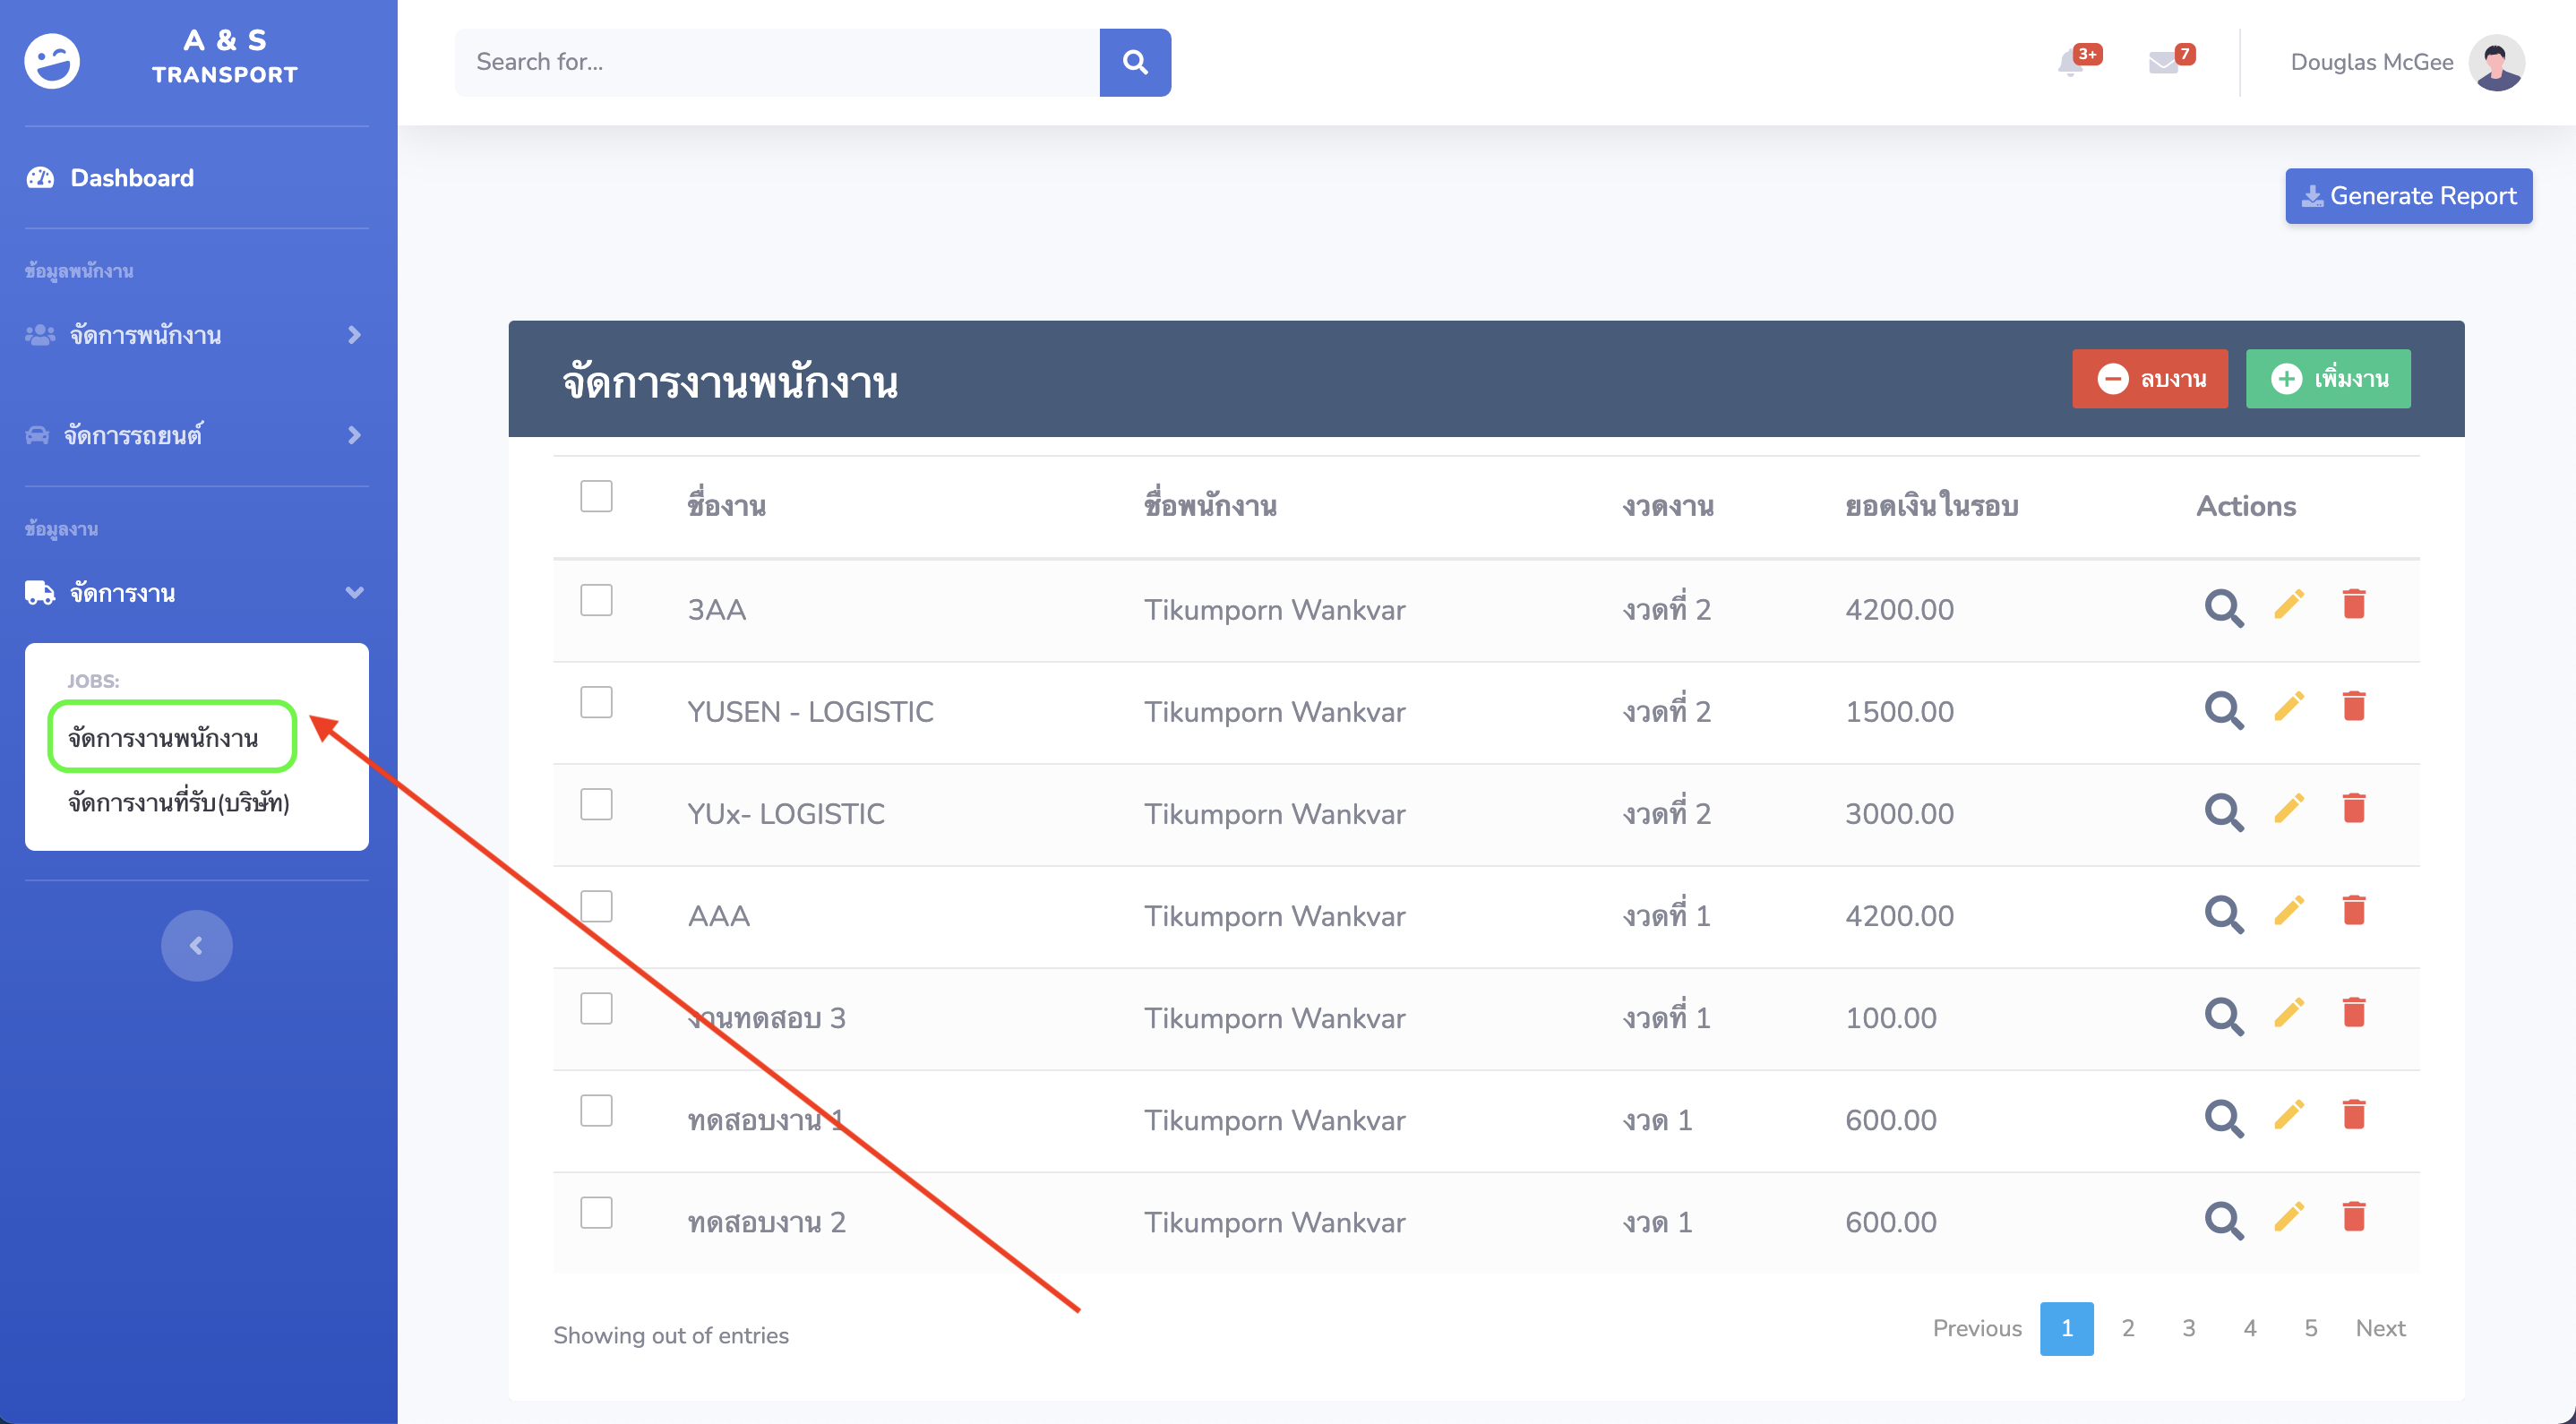 A & S
TRANSPORT
Search for...
3+
7
Douglas McGee
Dashboard
Generate Report
ข้อมูลพนักงาน
จัดการพนักงาน
จัดการรถยนต์
ข้อมูลงาน
จัดการงาน
JOBS:
จัดการงานพนักงาน
จัดการงานที่รับ(บริษัท)
จัดการงานพนักงาน
ลบงาน
เพิ่มงาน
ชื่องาน ชื่อพนักงาน งวดงาน ยอดเงินในรอบ Actions
3AA Tikumporn Wankvar งวดที่ 2 4200.00
YUSEN - LOGISTIC Tikumporn Wankvar งวดที่ 2 1500.00
YUx- LOGISTIC Tikumporn Wankvar งวดที่ 2 3000.00
AAA Tikumporn Wankvar งวดที่ 1 4200.00
งานทดสอบ 3 Tikumporn Wankvar งวดที่ 1 100.00
ทดสอบงาน 1 Tikumporn Wankvar งวด 1 600.00
ทดสอบงาน 2 Tikumporn Wankvar งวด 1 600.00
Showing out of entries
Previous 1 2 3 4 5 Next